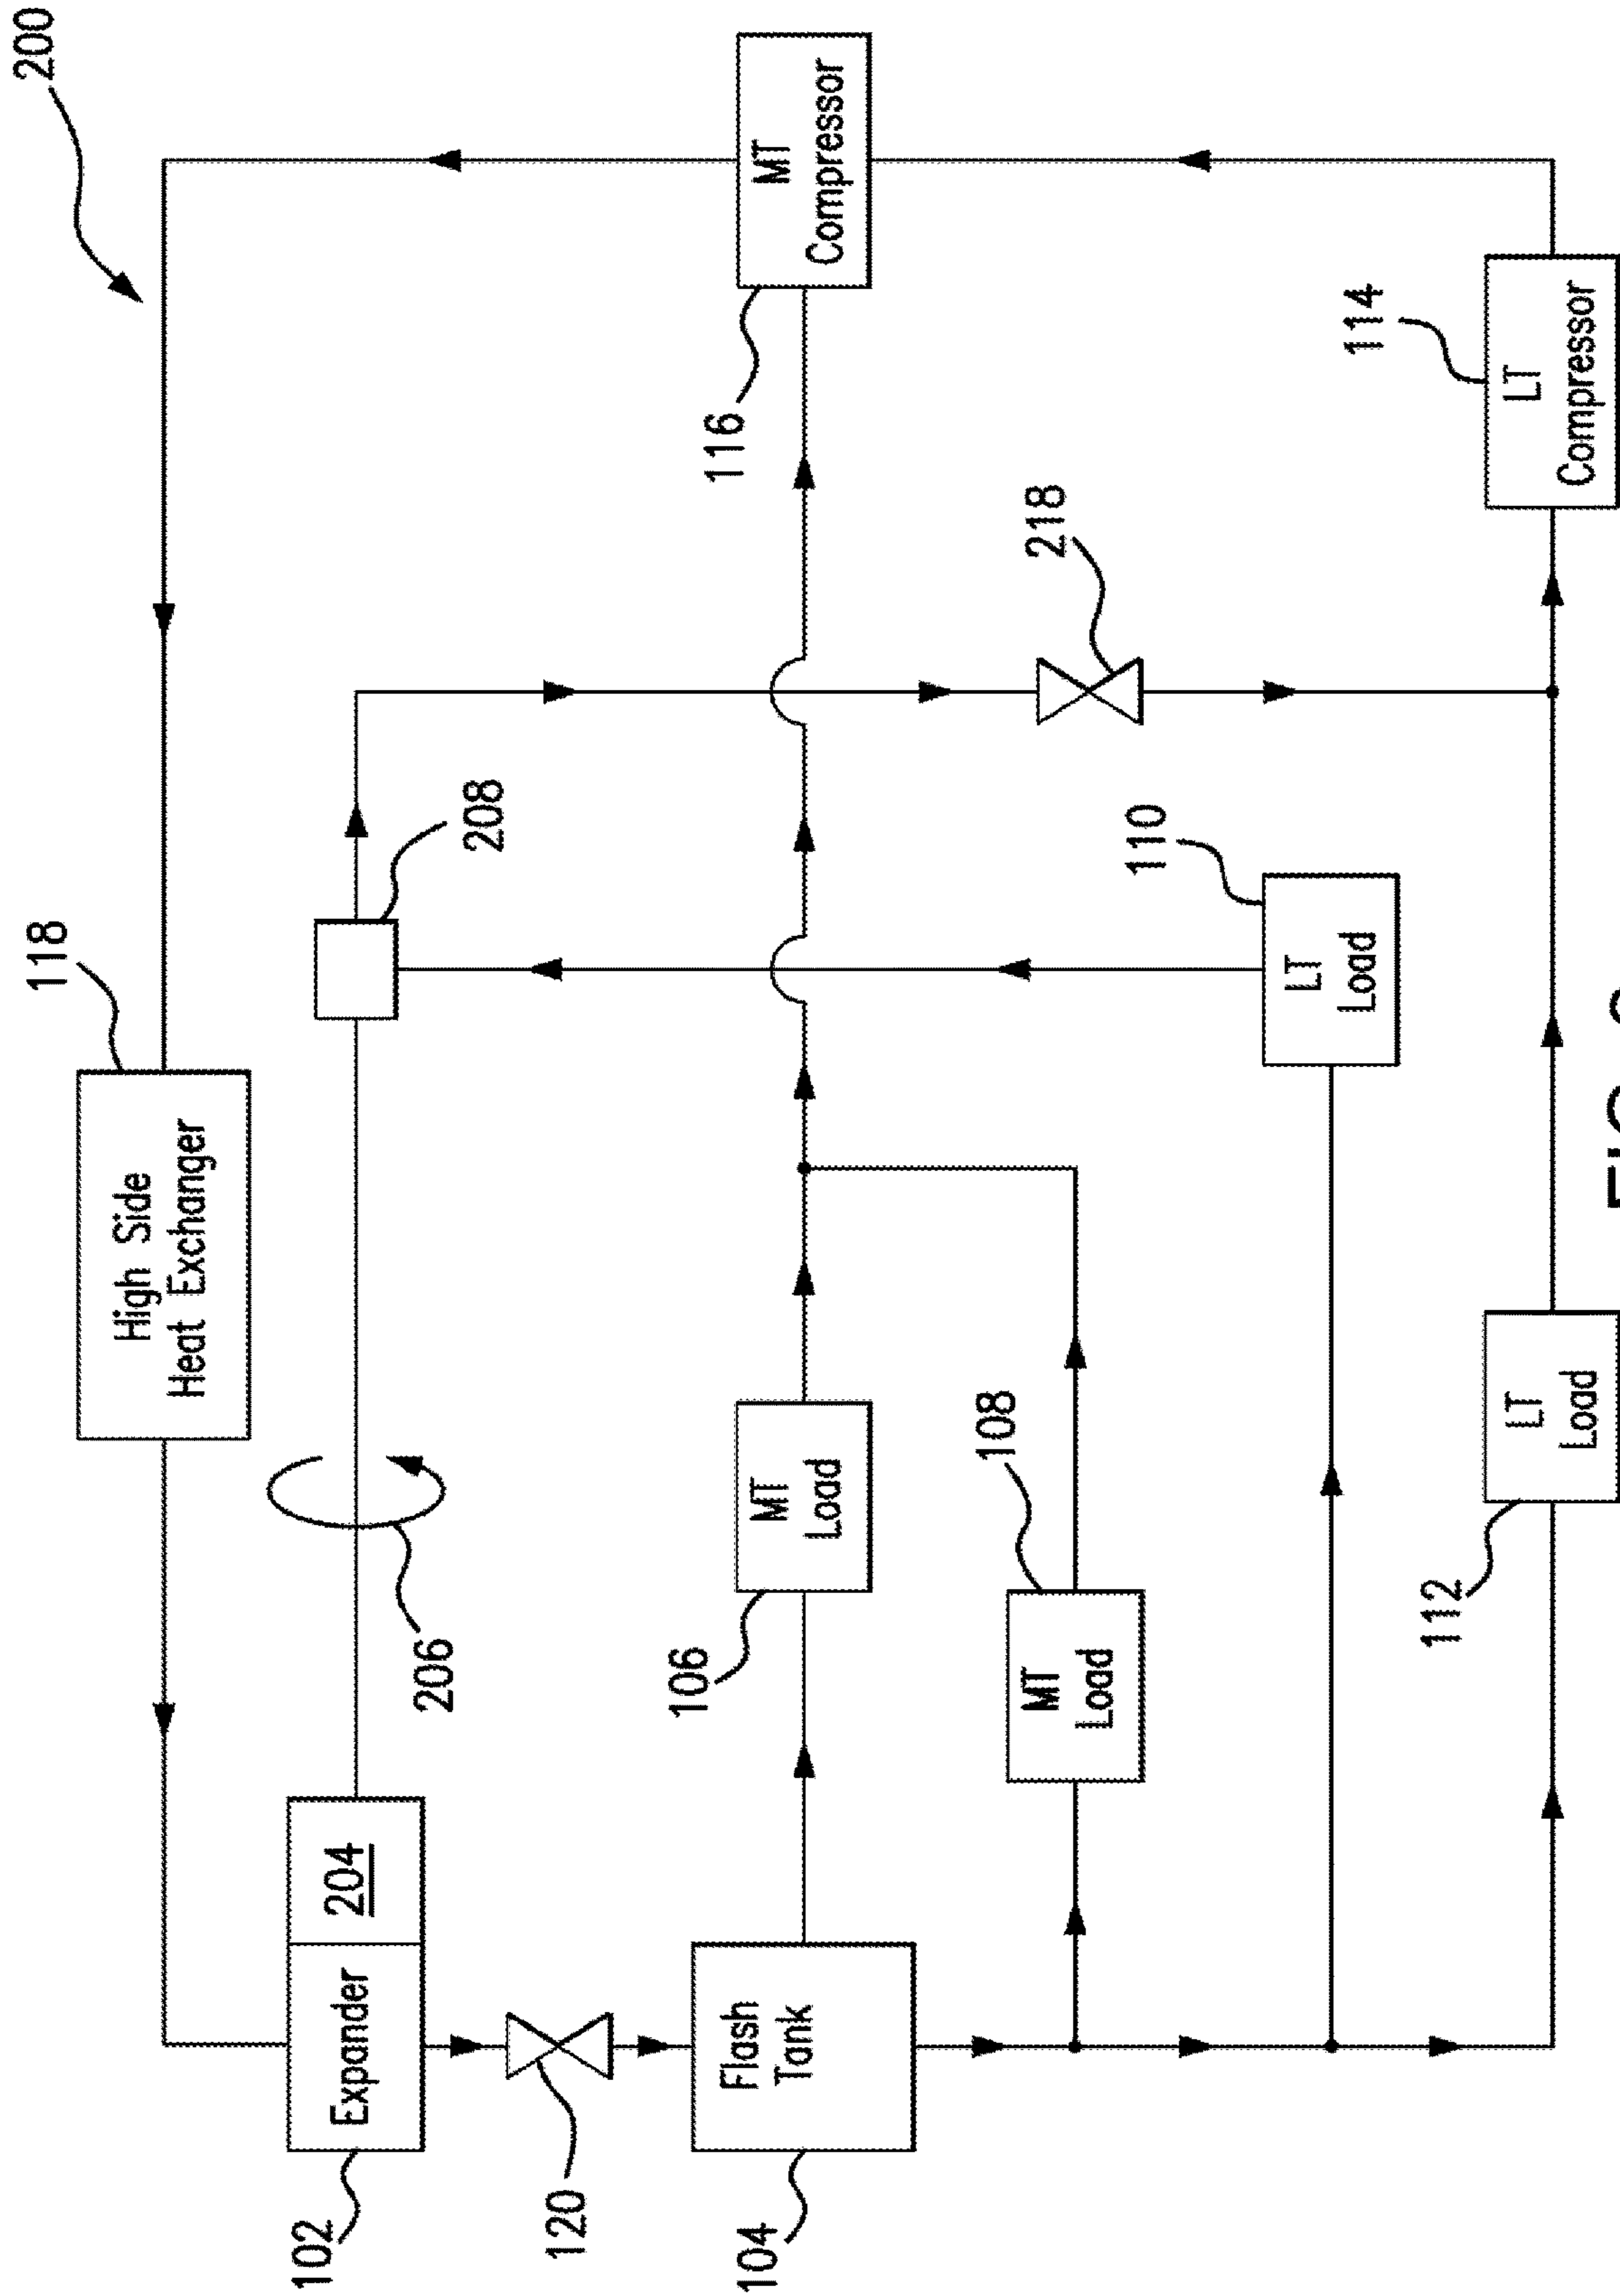 200
118
High Side
Heat Exchanger
102
Expander
204
206
208
120
106
116
104
Flash
Tank
MT
Load
MT
Compressor
108
218
MT
Load
110
LT
Load
114
112
LT
Load
LT
Compressor